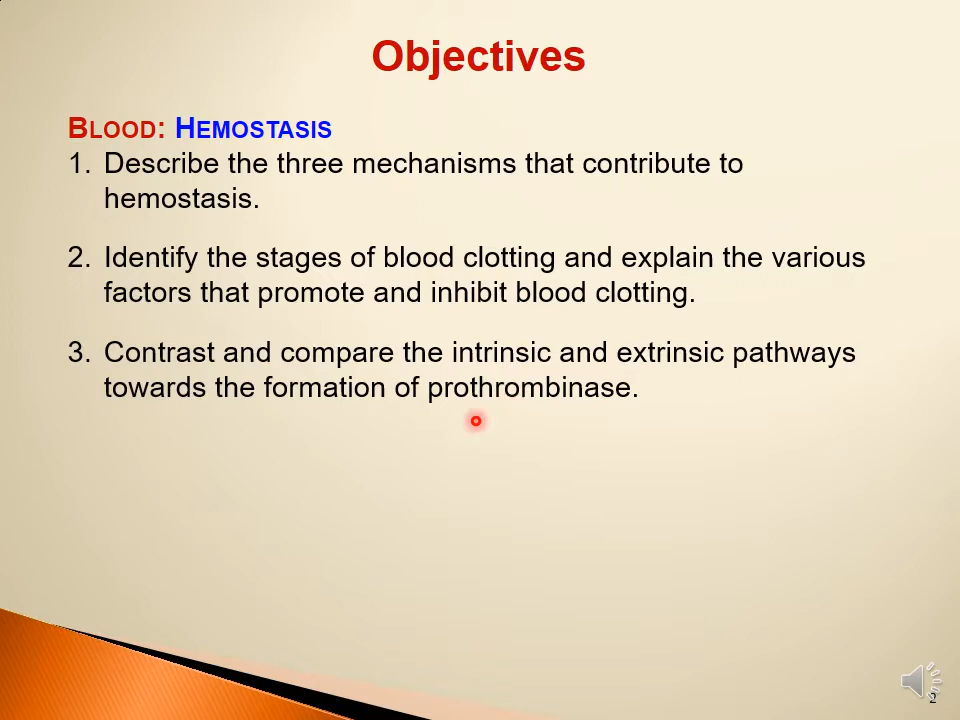 Objectives
BLOOD: HEMOSTASIS
1. Describe the three mechanisms that contribute to
hemostasis.
2. Identify the stages of blood clotting and explain the various
factors that promote and inhibit blood clotting.
3. Contrast and compare the intrinsic and extrinsic pathways
towards the formation of prothrombinase.
2